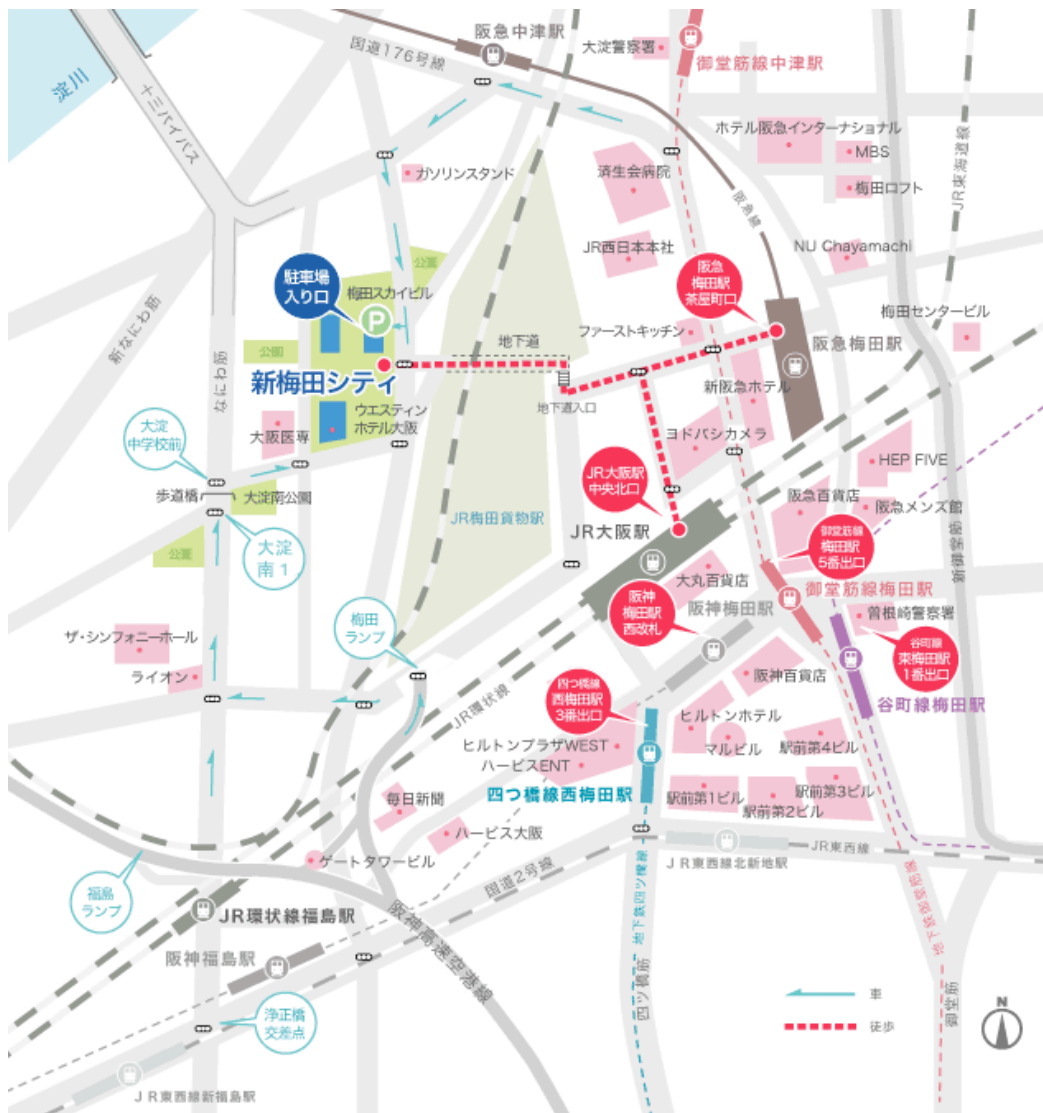 阪急中津駅
国道176号線
大淀警察署
御堂筋線中津駅
淀川
十三バイパス
ホテル阪急インターナショナル
MBS
梅田ロフト
ガソリンスタンド
済生会病院
JR東海道線
阪急線
JR西日本本社
NU Chayamachi
公園
駐車場
入り口
梅田スカイビル
P
阪急
梅田駅
茶屋町口
梅田センタービル
新なにわ筋
なにわ筋
地下道
ファーストキッチン
阪急梅田駅
公園
新梅田シティ
新阪急ホテル
地下道入口
ウエスティン
ホテル大阪
大阪医専
大淀
中学校前
ヨドバシカメラ
HEP FIVE
JR大阪駅
中央北口
歩道橋
大淀南公園
阪急百貨店
阪急メンズ館
JR梅田貨物駅
JR大阪駅
御堂筋線
梅田駅
5番出口
新御堂筋
公園
大淀
南1
大丸百貨店
御堂筋線梅田駅
阪神
梅田駅
西改札
阪神梅田駅
曽根崎警察署
梅田
ランプ
ザ・シンフォニーホール
谷町線
東梅田駅
1番出口
ライオン
阪神百貨店
四つ橋線
西梅田駅
3番出口
谷町線梅田駅
JR環状線
ヒルトンホテル
ヒルトンプラザWEST
マルビル
駅前第4ビル
ハービスENT
四つ橋線西梅田駅
駅前第1ビル
駅前第2ビル
駅前第3ビル
毎日新聞
ハービス大阪
JR東西線
ゲートタワービル
JR東西線北新地駅
国道2号線
福島
ランプ
JR環状線福島駅
阪神高速空港線
地下鉄四ツ橋線
地下鉄御堂筋線
阪神福島駅
四ツ橋筋
御堂筋
浄正橋
交差点
車
徒歩
N
JR東西線新福島駅